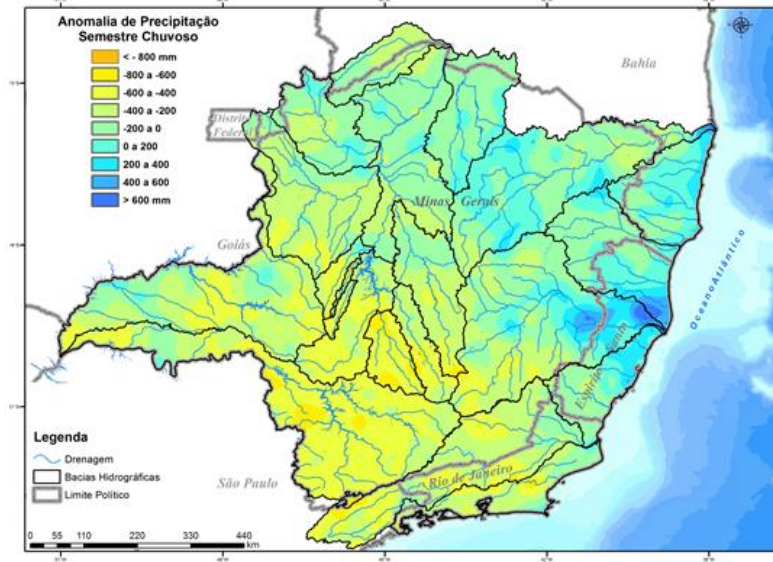 Anomalia de Precipitação
Semestre Chuvoso
< - 800 mm
-800 a -600
-600 a -400
-400 a -200
-200 a 0
0 a 200
200 a 400
400 a 600
> 600 mm
Bahia
Distrito
Federal
Minas Gerais
Goiás
Oceano Atlântico
Espírito Santo
Rio de Janeiro
São Paulo
Legenda
Drenagem
Bacias Hidrográficas
Limite Político
0 55 110 220 330 440
km